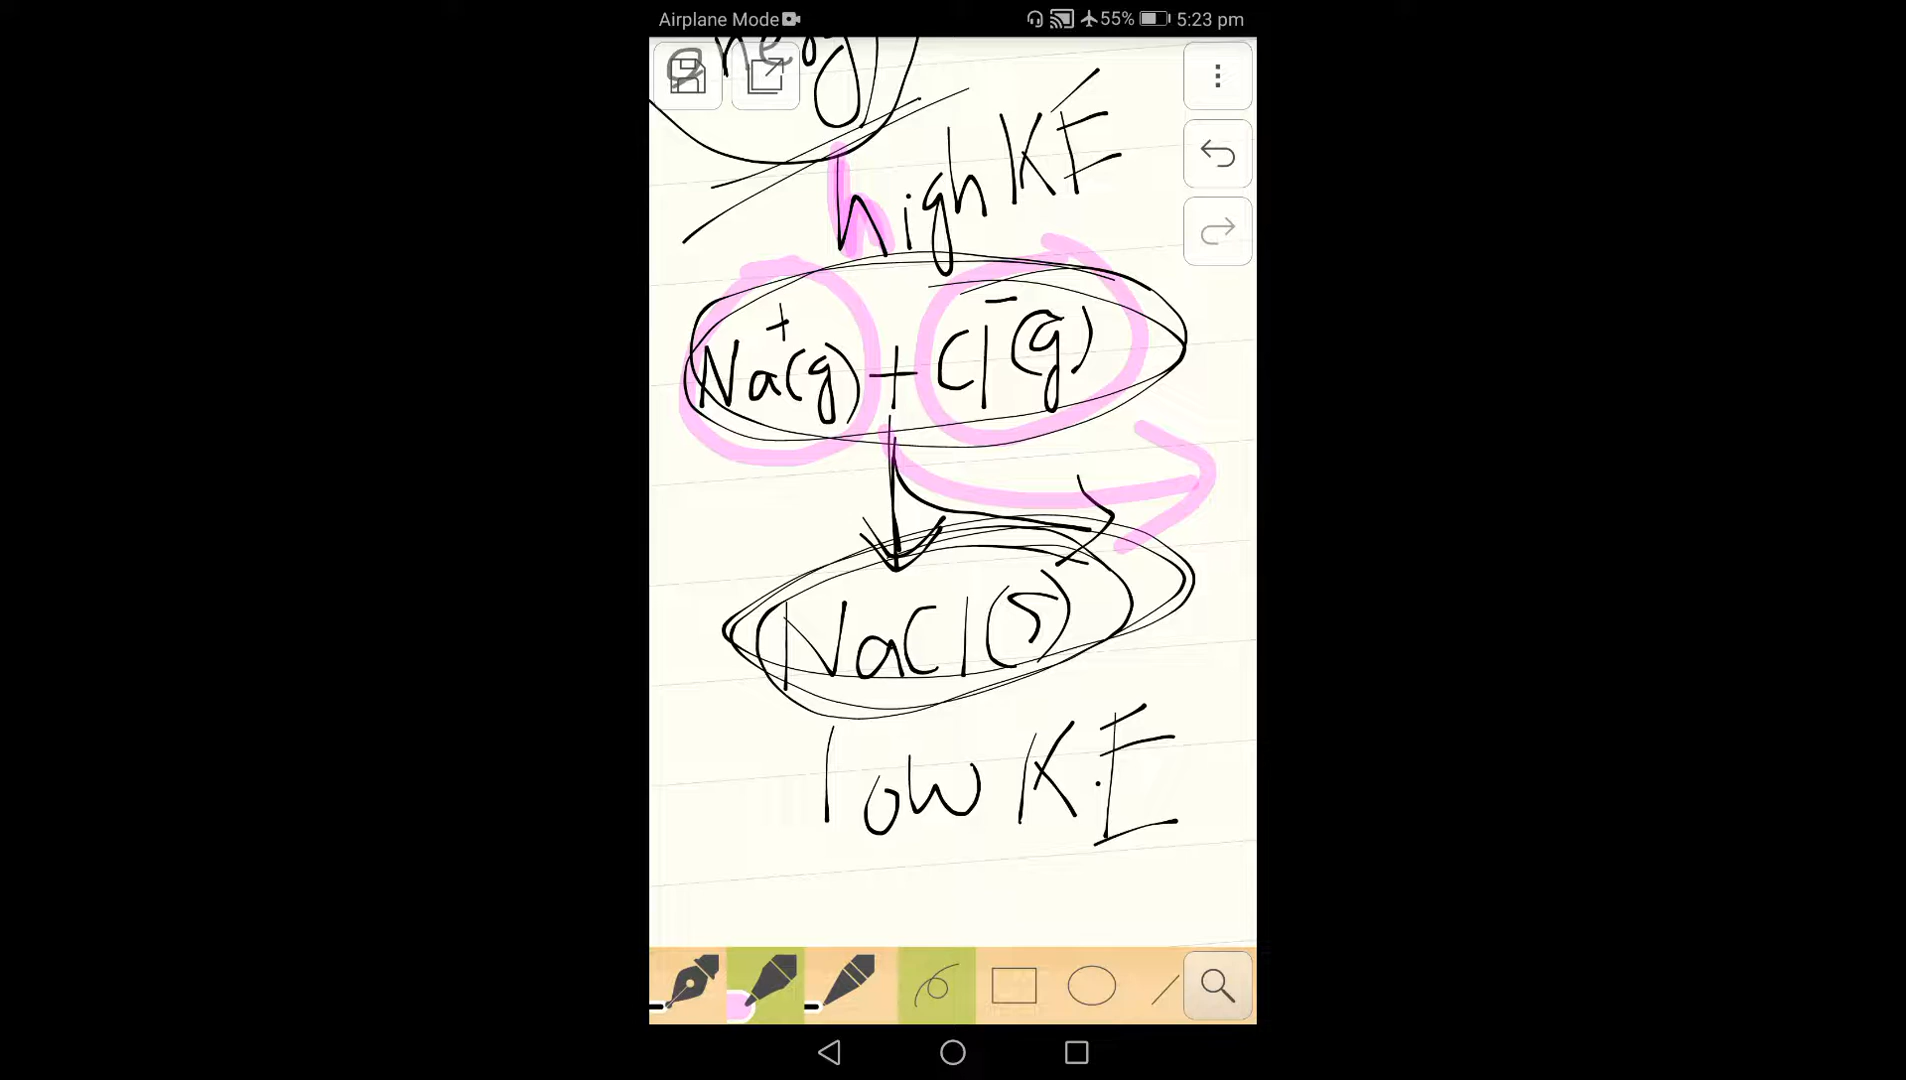 Airplane Mode 55% 5:23 pm
high KE
Na⁺(g) + Cl⁻(g)
NaCl(s)
low K.E